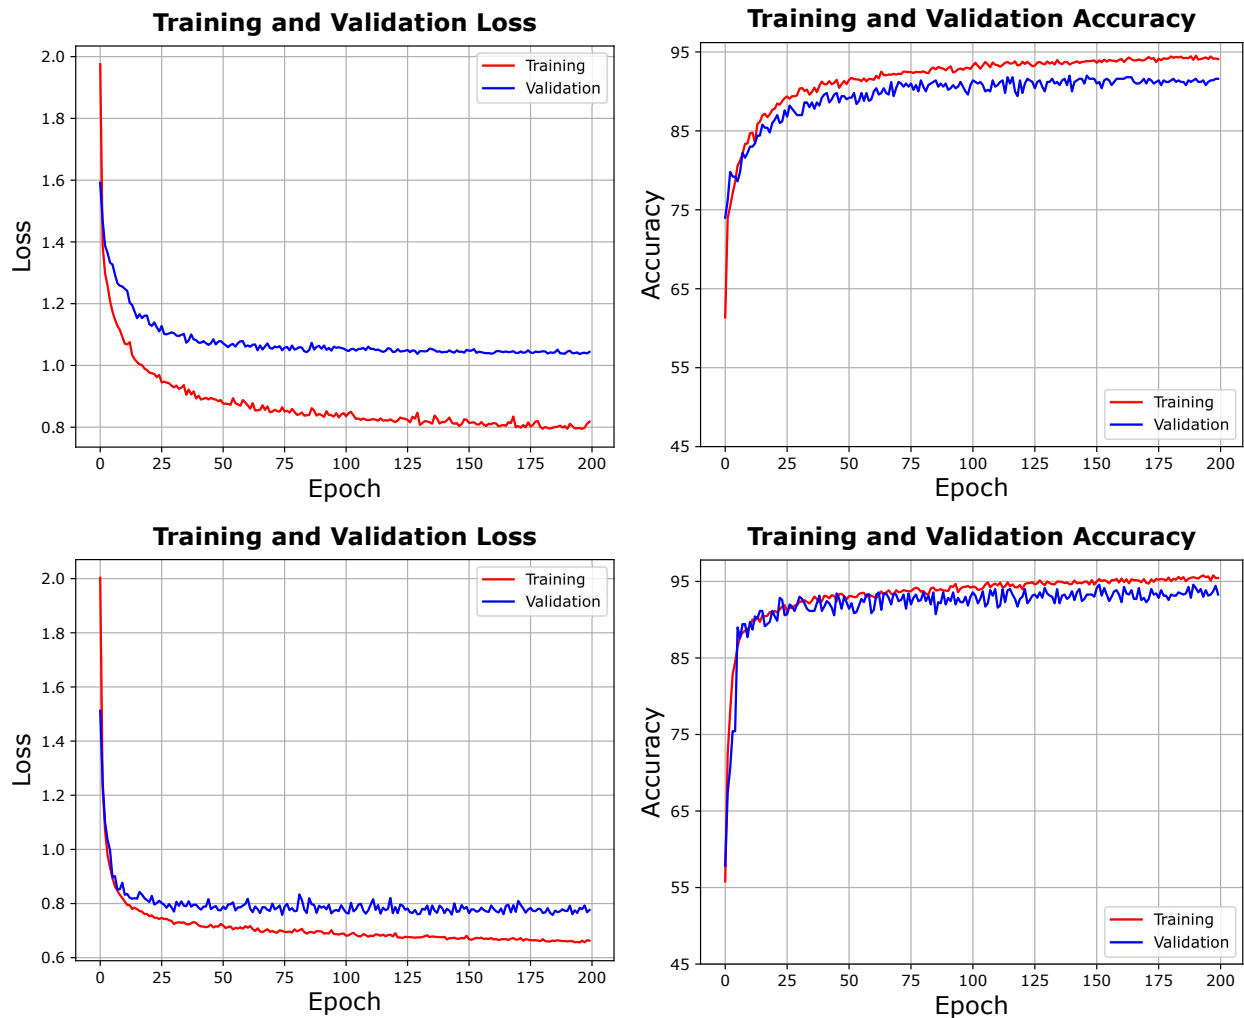 Training and Validation Loss
2.0
1.8
1.6
1.4
1.2
1.0
0.8
Loss
Training
Validation
0 25 50 75 100 125 150 175 200
Epoch
Training and Validation Accuracy
95
85
75
65
55
45
Accuracy
Training
Validation
0 25 50 75 100 125 150 175 200
Epoch
Training and Validation Loss
2.0
1.8
1.6
1.4
1.2
1.0
0.8
0.6
Loss
Training
Validation
0 25 50 75 100 125 150 175 200
Epoch
Training and Validation Accuracy
95
85
75
65
55
45
Accuracy
Training
Validation
0 25 50 75 100 125 150 175 200
Epoch